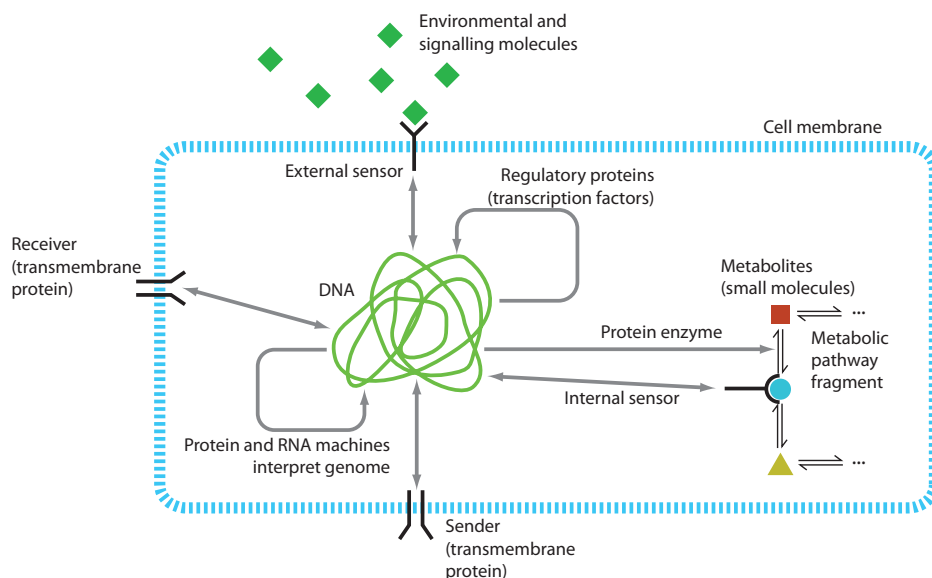 Environmental and
signalling molecules
Cell membrane
External sensor
Regulatory proteins
(transcription factors)
Receiver
(transmembrane
protein)
DNA
Metabolites
(small molecules)
...
Protein enzyme
Metabolic
pathway
fragment
Internal sensor
Protein and RNA machines
interpret genome
...
Sender
(transmembrane
protein)